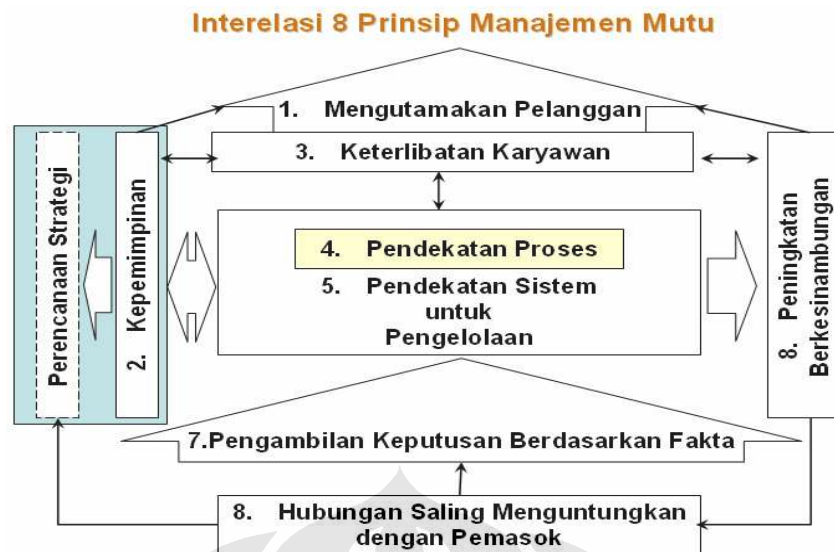 Interelasi 8 Prinsip Manajemen Mutu
1. Mengutamakan Pelanggan
3. Keterlibatan Karyawan
Perencanaan Strategi
2. Kepemimpinan
4. Pendekatan Proses
5. Pendekatan Sistem
untuk
Pengelolaan
8. Peningkatan
Berkesinambungan
7.Pengambilan Keputusan Berdasarkan Fakta
8. Hubungan Saling Menguntungkan
dengan Pemasok